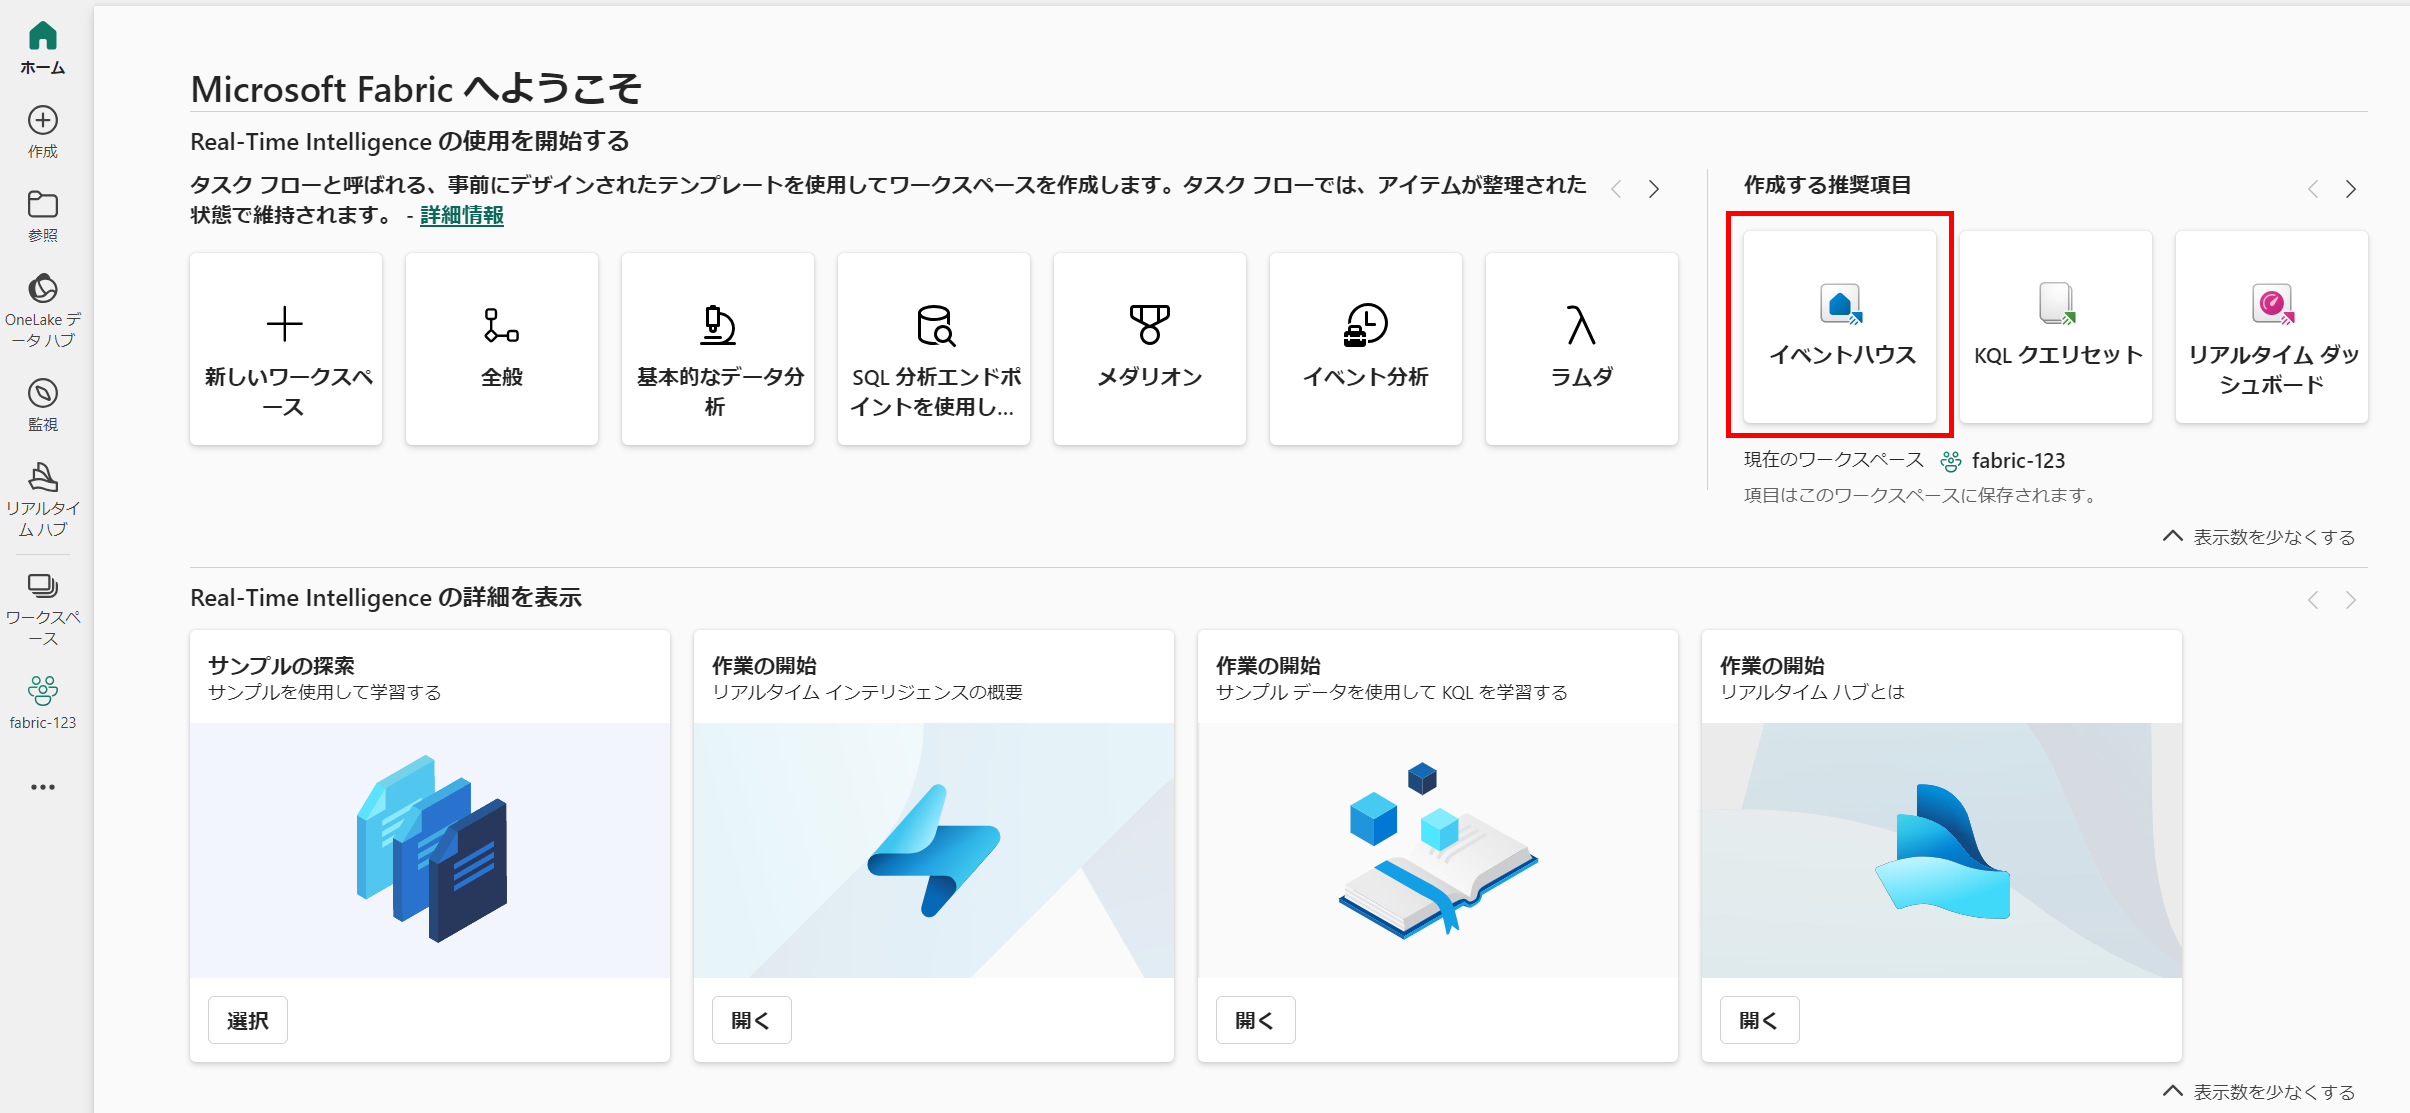 ホーム
作成
参照
OneLake デ
ータ ハブ
監視
リアルタイ
ム ハブ
ワークスペ
ース
fabric-123
Microsoft Fabric へようこそ
Real-Time Intelligence の使用を開始する
タスク フローと呼ばれる、事前にデザインされたテンプレートを使用してワークスペースを作成します。タスク フローでは、アイテムが整理された
状態で維持されます。 - 詳細情報
新しいワークスペ
ース
全般
基本的なデータ分
析
SQL 分析エンドポ
イントを使用し...
メダリオン
イベント分析
ラムダ
作成する推奨項目
イベントハウス
KQL クエリセット
リアルタイム ダッ
シュボード
現在のワークスペース fabric-123
項目はこのワークスペースに保存されます。
表示数を少なくする
Real-Time Intelligence の詳細を表示
サンプルの探索
サンプルを使用して学習する
選択
作業の開始
リアルタイム インテリジェンスの概要
開く
作業の開始
サンプル データを使用して KQL を学習する
開く
作業の開始
リアルタイム ハブとは
開く
表示数を少なくする